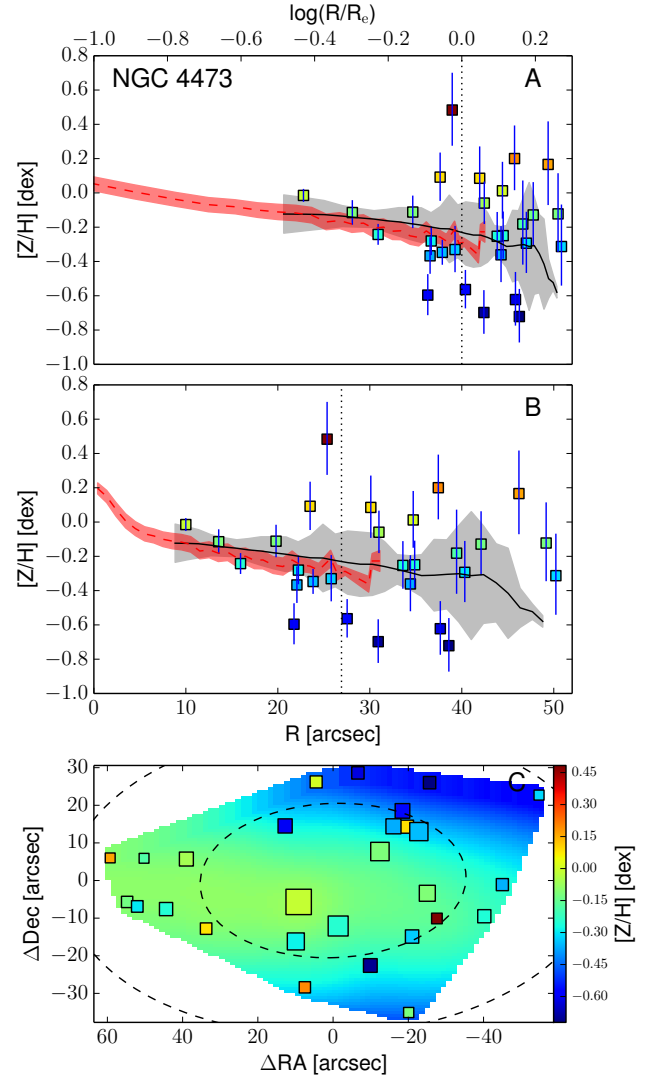 log(R/R_e)
−1.0 −0.8 −0.6 −0.4 −0.2 0.0 0.2
NGC 4473
A
0.8
0.6
0.4
0.2
0.0
−0.2
−0.4
−0.6
−0.8
−1.0
[Z/H] [dex]
B
0.8
0.6
0.4
0.2
0.0
−0.2
−0.4
−0.6
−0.8
−1.0
[Z/H] [dex]
0 10 20 30 40 50
R [arcsec]
C
30
20
10
0
−10
−20
−30
ΔDec [arcsec]
60 40 20 0 −20 −40
ΔRA [arcsec]
0.45
0.30
0.15
0.00
−0.15
−0.30
−0.45
−0.60
[Z/H] [dex]